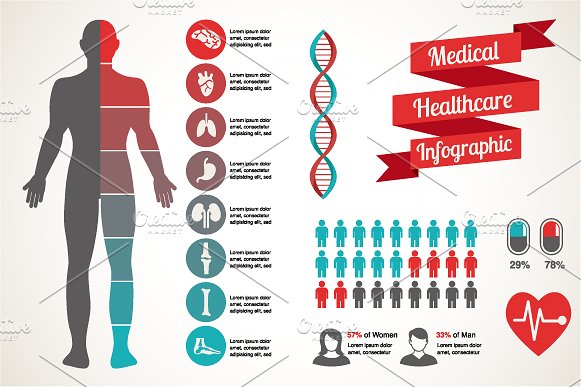 Medical
Healthcare
Infographic
Dolor lorem ipsum dolor
amet, consectetur
adipisicing elit, sed
Lorem ipsum dolor
amet, consectetur
adipisicing elit, sed
Lorem ipsum dolor
amet, consectetur
adipisicing elit, sed
Lorem ipsum dolor
amet, consectetur
adipisicing elit, sed
Lorem ipsum dolor
amet, consectetur
adipisicing elit, sed
Lorem ipsum dolor
amet, consectetur
adipisicing elit, sed
Lorem ipsum dolor
amet, consectetur
adipisicing elit, sed
Lorem ipsum dolor
amet, consectetur
adipisicing elit, sed
29%
78%
57% of Women
Lorem ipsum dolor
amet, consectetur
33% of Man
Lorem ipsum dolor
amet, consectetur
Creative
MARKET